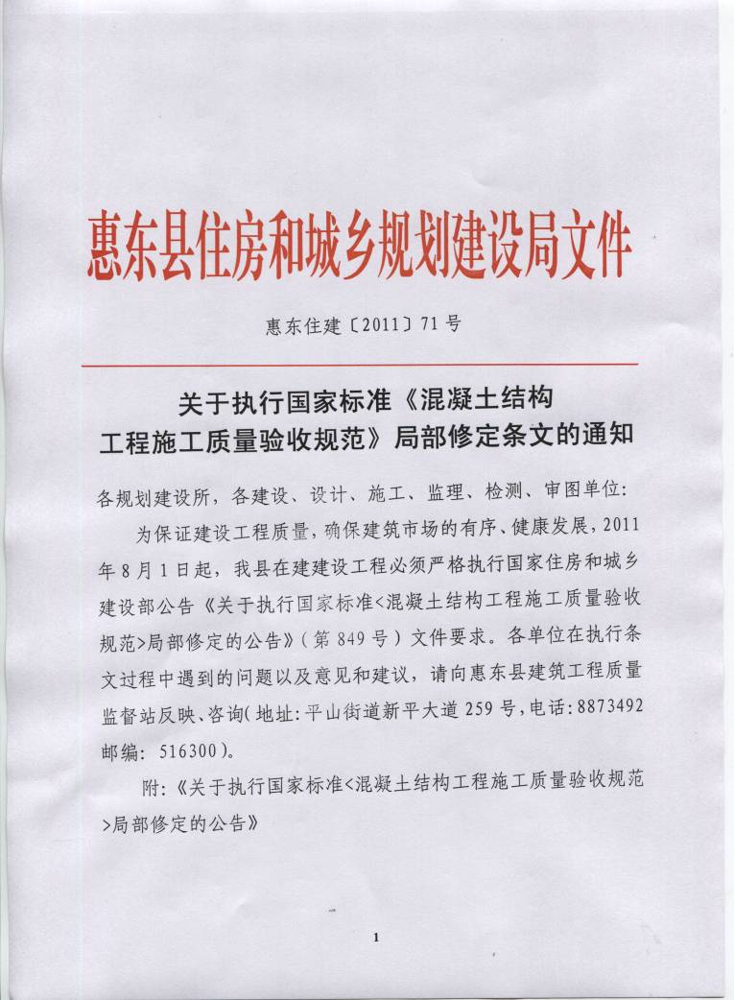 惠东县住房和城乡规划建设局文件
惠东住建〔2011〕71号
关于执行国家标准《混凝土结构
工程施工质量验收规范》局部修定条文的通知
各规划建设所，各建设、设计、施工、监理、检测、审图单位：
为保证建设工程质量，确保建筑市场的有序、健康发展，2011
年8月1日起，我县在建建设工程必须严格执行国家住房和城乡
建设部公告《关于执行国家标准<混凝土结构工程施工质量验收
规范>局部修定的公告》（第849号）文件要求。各单位在执行条
文过程中遇到的问题以及意见和建议，请向惠东县建筑工程质量
监督站反映、咨询（地址：平山街道新平大道259号，电话：8873492
邮编：516300）。
附：《关于执行国家标准<混凝土结构工程施工质量验收规范
>局部修定的公告》
1